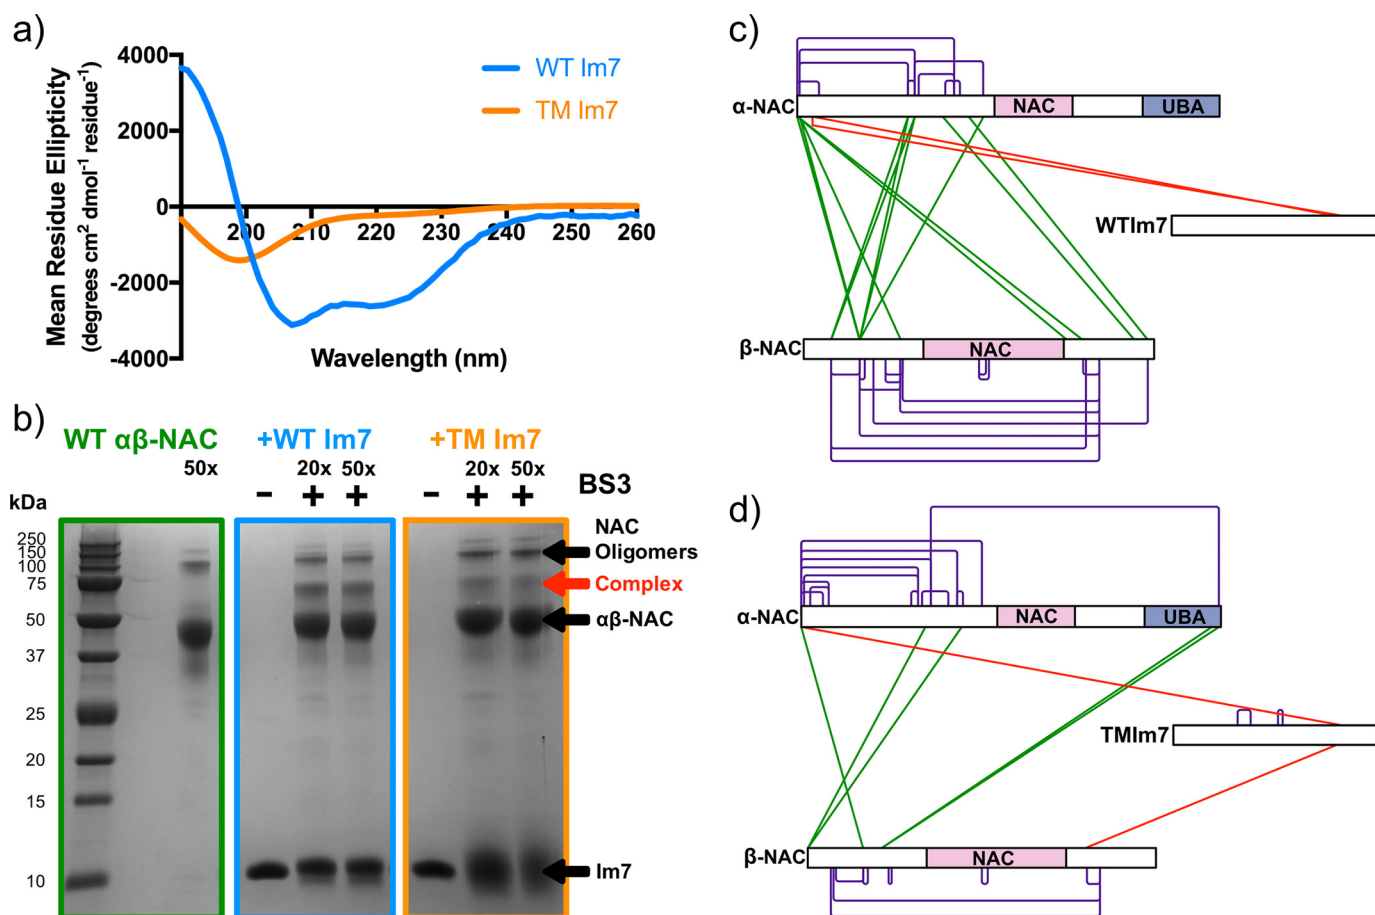 a)
4000
2000
0
-2000
-4000
200 210 220 230 240 250 260
Mean Residue Ellipticity
(degrees cm2 dmol-1 residue-1)
Wavelength (nm)
WT Im7
TM Im7
b)
WT αβ-NAC
+WT Im7
+TM Im7
50x
20x 50x
20x 50x
kDa
- + +
- + +
BS3
250
150
100
75
50
37
25
20
15
10
NAC
Oligomers
Complex
αβ-NAC
Im7
c)
α-NAC
NAC
UBA
WTIm7
β-NAC
NAC
d)
α-NAC
NAC
UBA
TMIm7
β-NAC
NAC